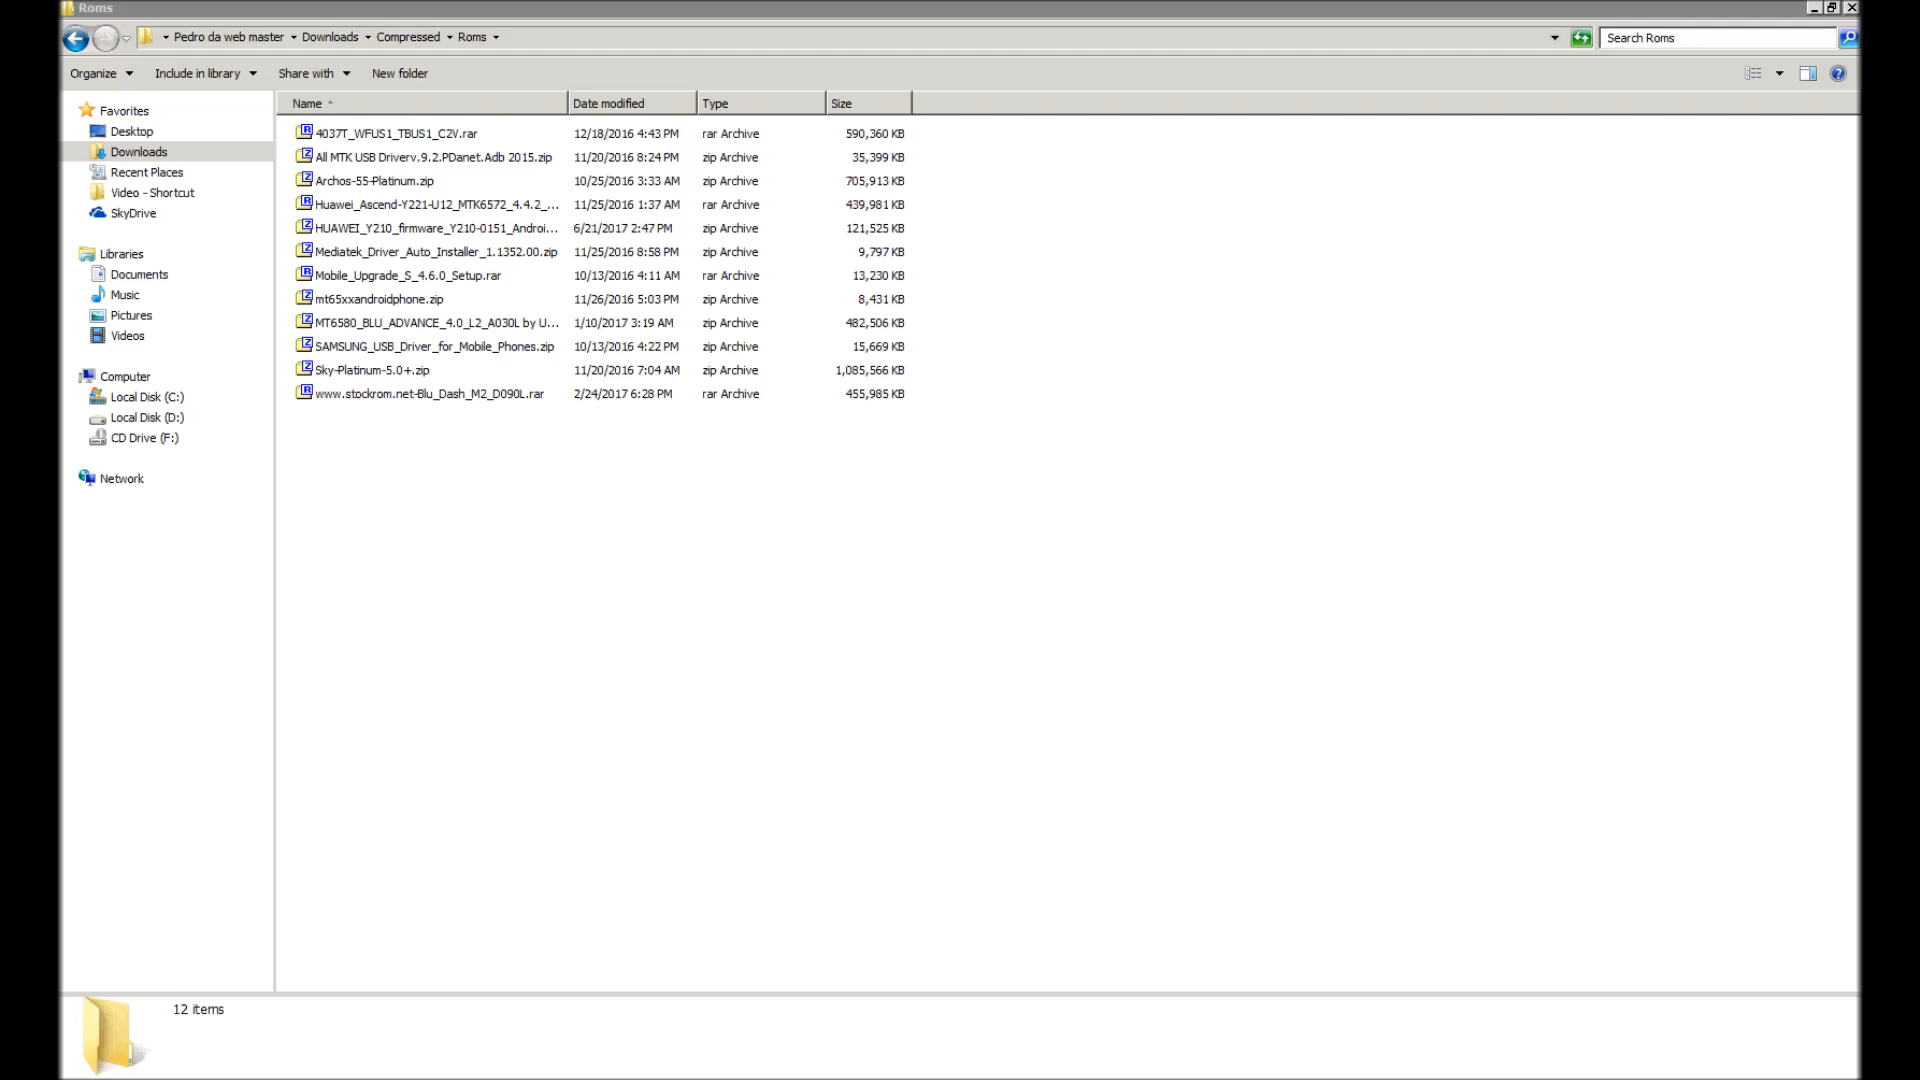 Roms
Pedro da web master Downloads Compressed Roms
Search Roms
Organize Include in library Share with New folder
Name Date modified Type Size
Favorites
Desktop
Downloads
Recent Places
Video - Shortcut
SkyDrive
Libraries
Documents
Music
Pictures
Videos
Computer
Local Disk (C:)
Local Disk (D:)
CD Drive (F:)
Network
4037T_WFUS1_TBUS1_C2V.rar 12/18/2016 4:43 PM rar Archive 590,360 KB
All MTK USB Driverv.9.2.PDanet.Adb 2015.zip 11/20/2016 8:24 PM zip Archive 35,399 KB
Archos-55-Platinum.zip 10/25/2016 3:33 AM zip Archive 705,913 KB
Huawei_Ascend-Y221-U12_MTK6572_4.4.2_... 11/25/2016 1:37 AM rar Archive 439,981 KB
HUAWEI_Y210_firmware_Y210-0151_Androi... 6/21/2017 2:47 PM zip Archive 121,525 KB
Mediatek_Driver_Auto_Installer_1.1352.00.zip 11/25/2016 8:58 PM zip Archive 9,797 KB
Mobile_Upgrade_S_4.6.0_Setup.rar 10/13/2016 4:11 AM rar Archive 13,230 KB
mt65xxandroidphone.zip 11/26/2016 5:03 PM zip Archive 8,431 KB
MT6580_BLU_ADVANCE_4.0_L2_A030L by U... 1/10/2017 3:19 AM zip Archive 482,506 KB
SAMSUNG_USB_Driver_for_Mobile_Phones.zip 10/13/2016 4:22 PM zip Archive 15,669 KB
Sky-Platinum-5.0+.zip 11/20/2016 7:04 AM zip Archive 1,085,566 KB
www.stockrom.net-Blu_Dash_M2_D090L.rar 2/24/2017 6:28 PM rar Archive 455,985 KB
12 items